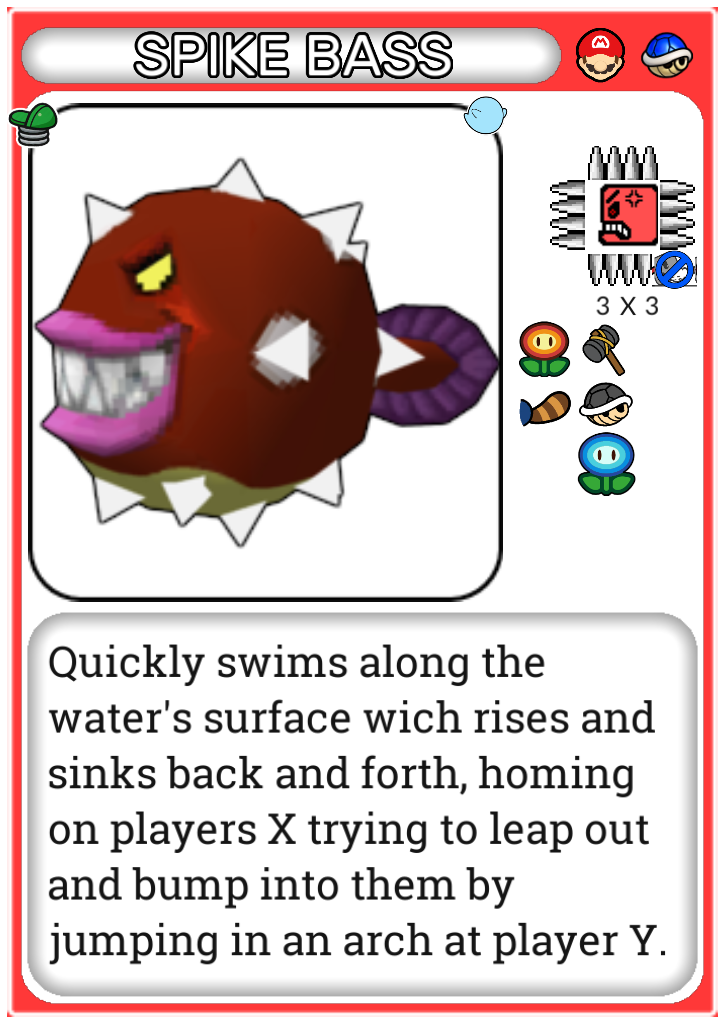 SPIKE BASS
3 X 3
Quickly swims along the
water's surface wich rises and
sinks back and forth, homing
on players X trying to leap out
and bump into them by
jumping in an arch at player Y.